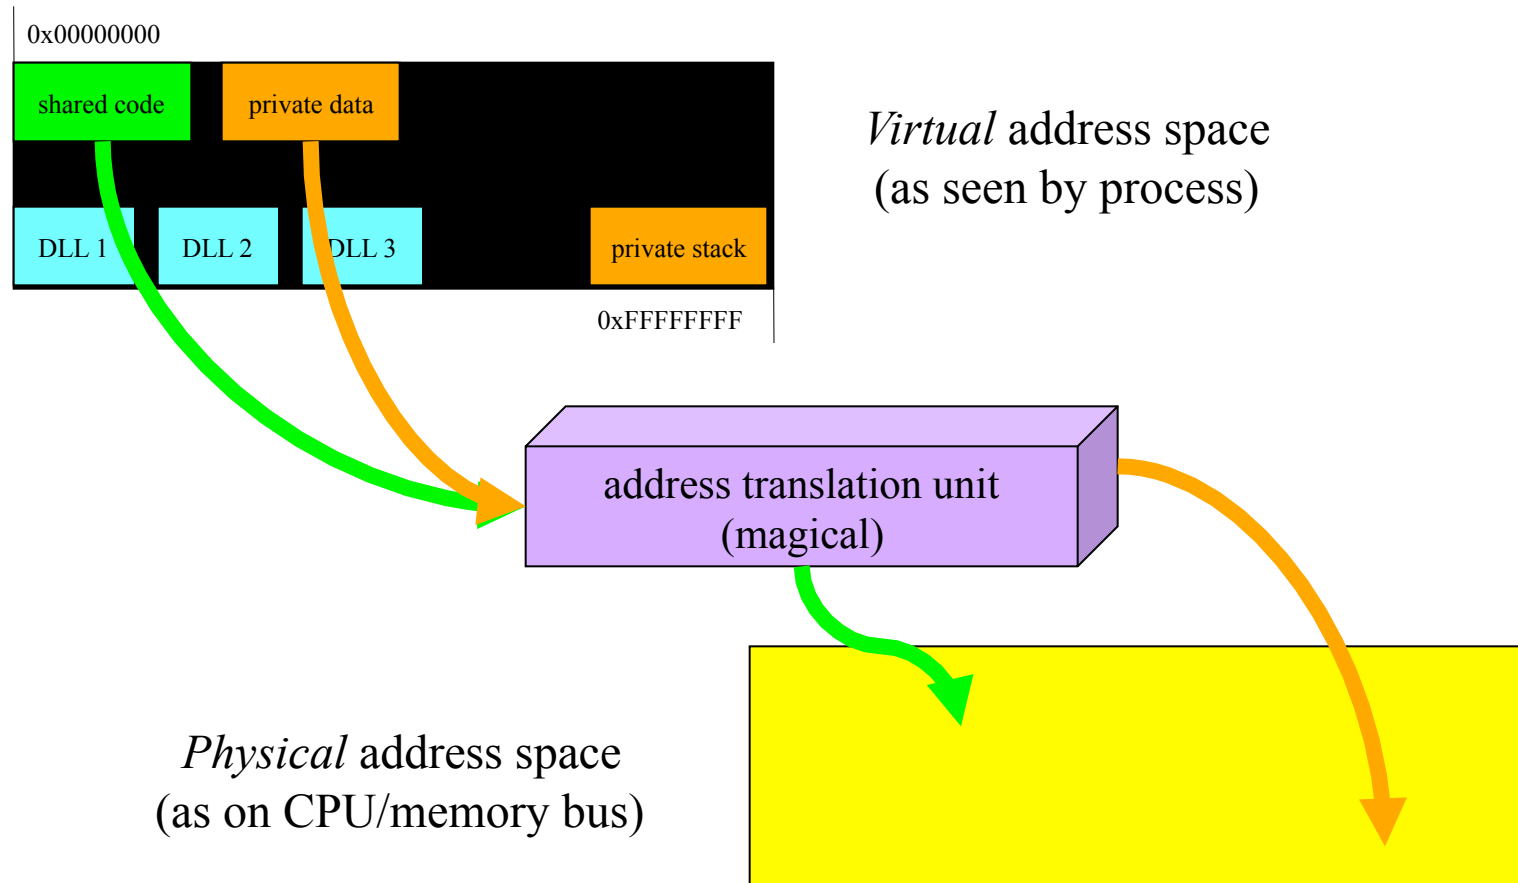 0x00000000
shared code
private data
Virtual address space
(as seen by process)
DLL 1
DLL 2
DLL 3
private stack
0xFFFFFFFF
address translation unit
(magical)
Physical address space
(as on CPU/memory bus)